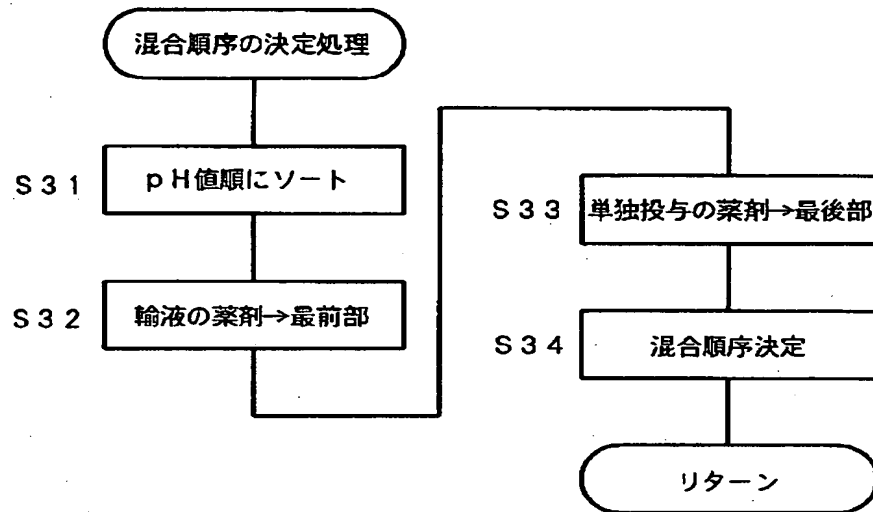 混合順序の決定処理
S31
pH値順にソート
S32
輸液の薬剤→最前部
S33
単独投与の薬剤→最後部
S34
混合順序決定
リターン